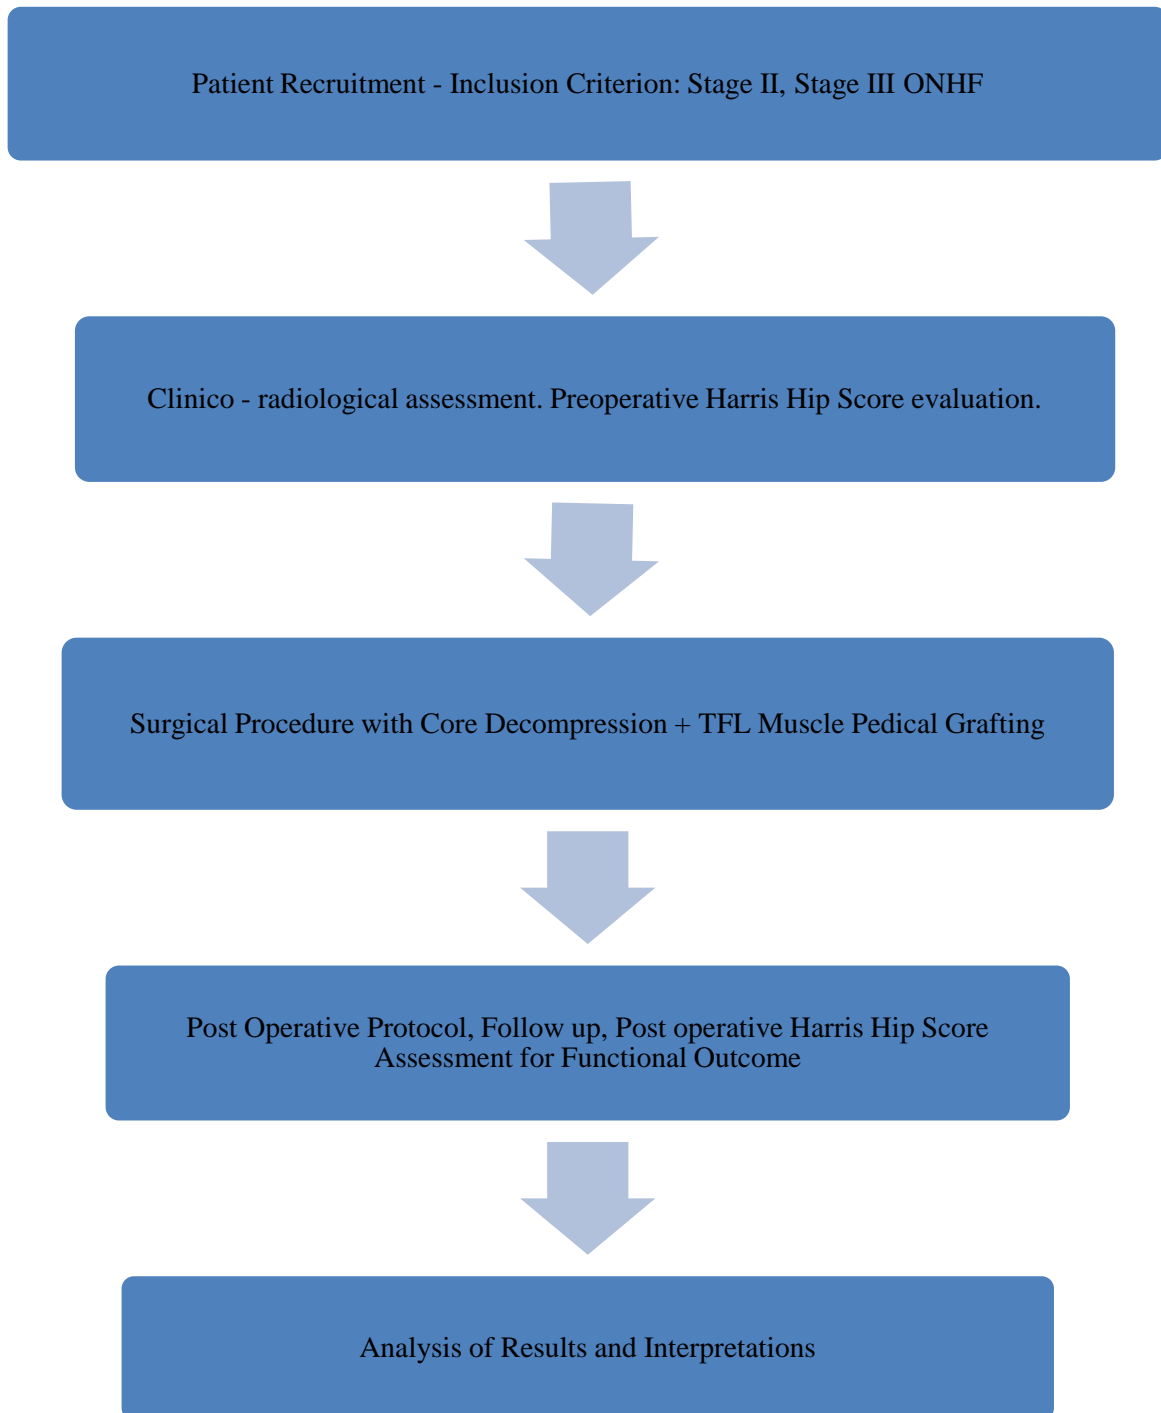 Patient Recruitment - Inclusion Criterion: Stage II, Stage III ONHF
Clinico - radiological assessment. Preoperative Harris Hip Score evaluation.
Surgical Procedure with Core Decompression + TFL Muscle Pedical Grafting
Post Operative Protocol, Follow up, Post operative Harris Hip Score
Assessment for Functional Outcome
Analysis of Results and Interpretations